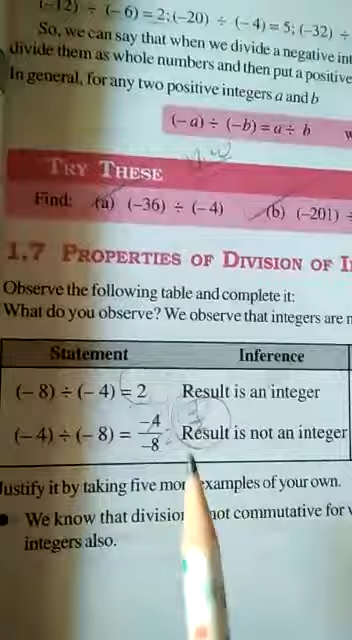 (−12) ÷ (−6) = 2; (−20) ÷ (−4) = 5; (−32) ÷
So, we can say that when we divide a negative int
divide them as whole numbers and then put a positive
In general, for any two positive integers a and b
(−a) ÷ (−b) = a ÷ b w
TRY THESE
Find: (a) (−36) ÷ (−4) (b) (−201) ÷
1.7 PROPERTIES OF DIVISION OF I
Observe the following table and complete it:
What do you observe? We observe that integers are n
Statement Inference
(− 8) ÷ (− 4) = 2 Result is an integer
(− 4) ÷ (− 8) = −4/−8 Result is not an integer
Justify it by taking five more examples of your own.
We know that division not commutative for w
integers also.